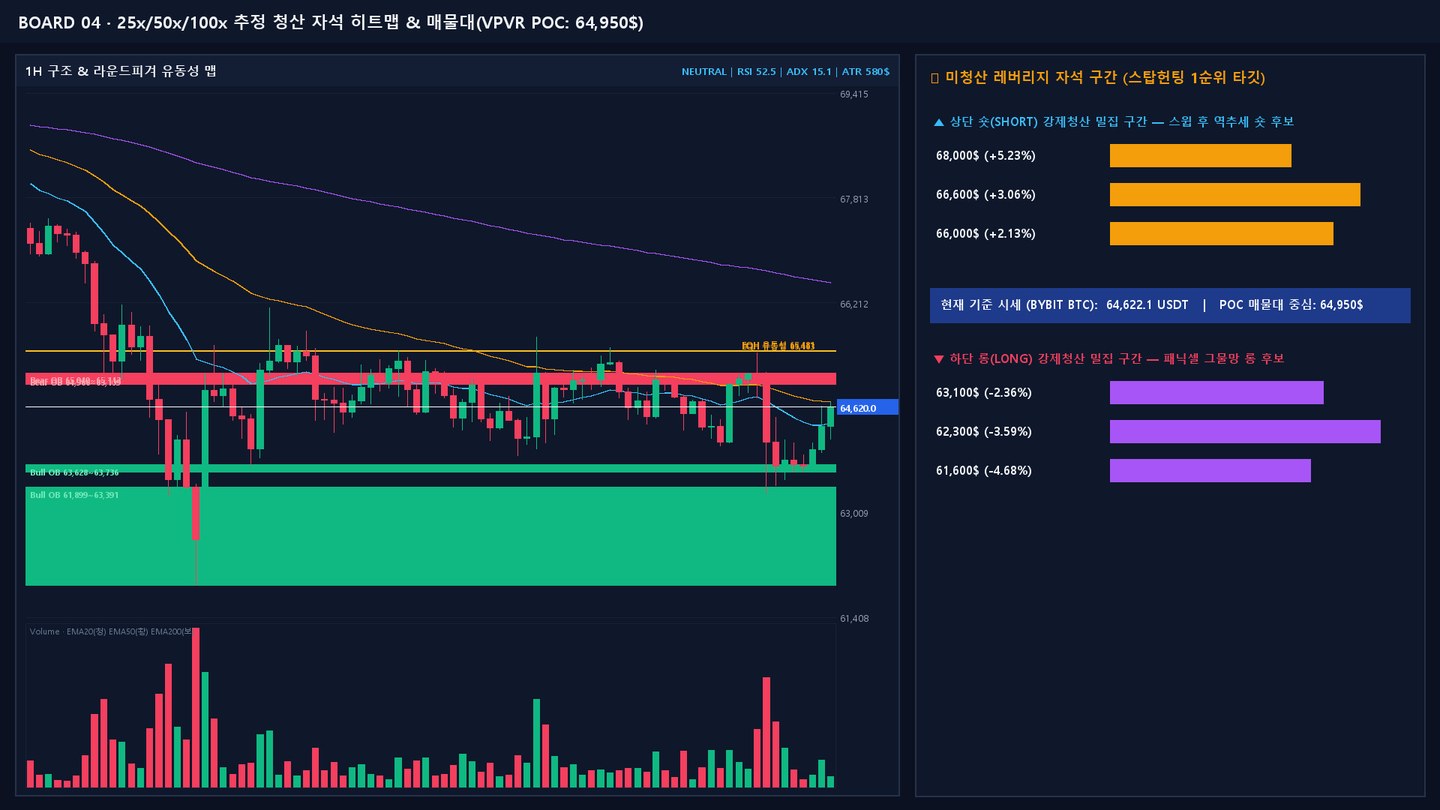 BOARD 04 · 25x/50x/100x 추정 청산 자석 히트맵 & 매물대(VPVR POC: 64,950$)
1H 구조 & 라운드피겨 유동성 맵
NEUTRAL | RSI 52.5 | ADX 15.1 | ATR 580$
69,415
67,813
66,212
EQH 유동성
64,620.0
Bull OB 63,628~63,736
Bull OB 61,899~63,391
63,009
61,408
Volume · EMA20(청) EMA50(황) EMA200(보
미청산 레버리지 자석 구간 (스탑헌팅 1순위 타깃)
▲ 상단 숏(SHORT) 강제청산 밀집 구간 — 스윕 후 역추세 숏 후보
68,000$ (+5.23%)
66,600$ (+3.06%)
66,000$ (+2.13%)
현재 기준 시세 (BYBIT BTC): 64,622.1 USDT | POC 매물대 중심: 64,950$
▼ 하단 롱(LONG) 강제청산 밀집 구간 — 패닉셀 그물망 롱 후보
63,100$ (-2.36%)
62,300$ (-3.59%)
61,600$ (-4.68%)